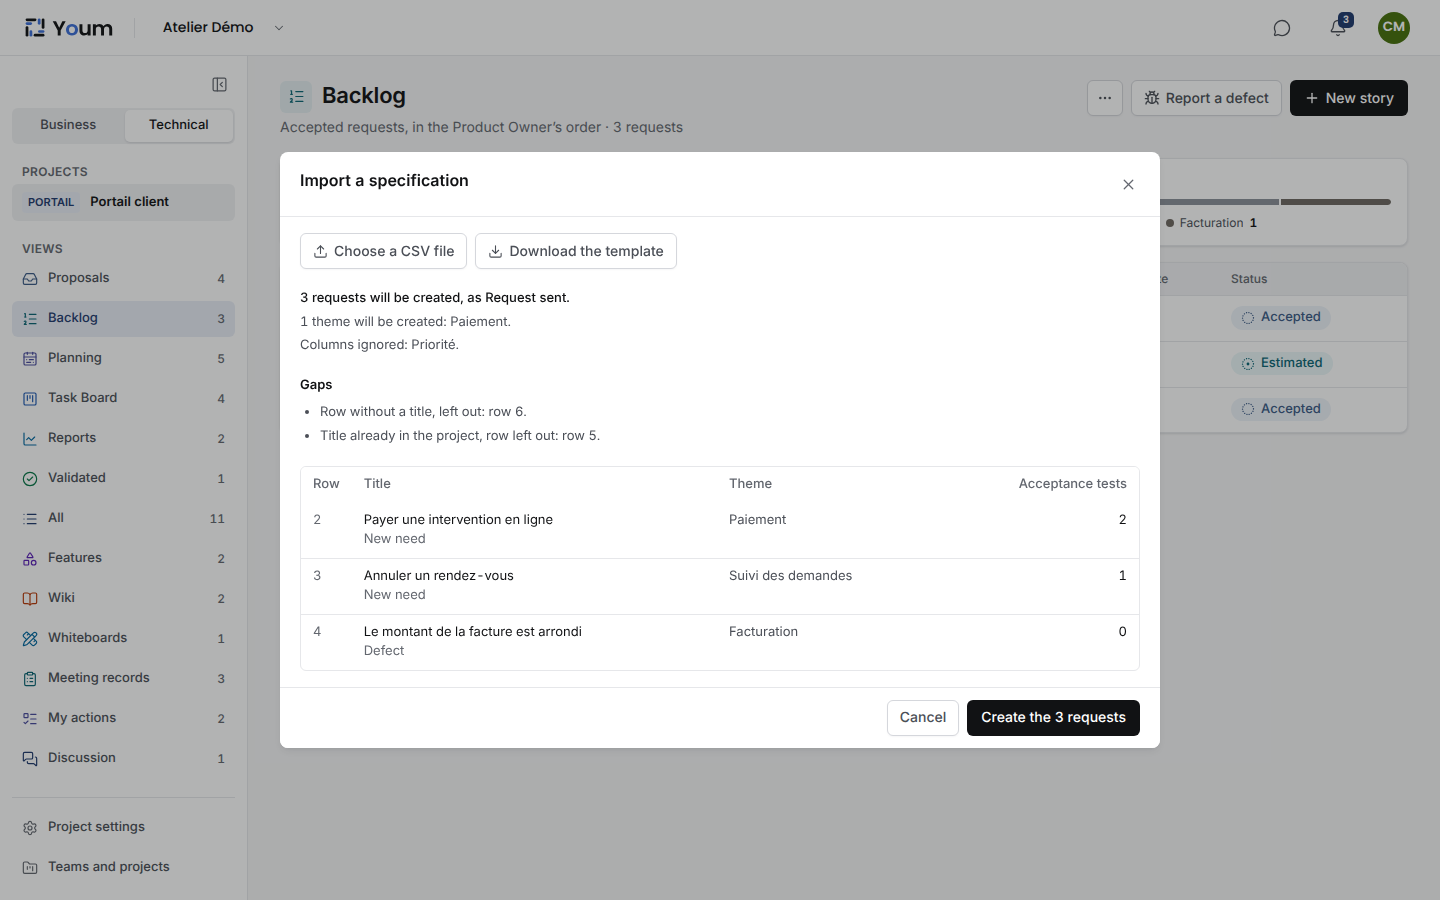 Youm
Atelier Démo
3
CM
Business
Technical
PROJECTS
PORTAIL
Portail client
VIEWS
Proposals 4
Backlog 3
Planning 5
Task Board 4
Reports 2
Validated 1
All 11
Features 2
Wiki 2
Whiteboards 1
Meeting records 3
My actions 2
Discussion 1
Project settings
Teams and projects
Backlog
Accepted requests, in the Product Owner’s order · 3 requests
Report a defect
New story
Facturation 1
Status
Accepted
Estimated
Accepted
Import a specification
Choose a CSV file
Download the template
3 requests will be created, as Request sent.
1 theme will be created: Paiement.
Columns ignored: Priorité.
Gaps
• Row without a title, left out: row 6.
• Title already in the project, row left out: row 5.
Row Title Theme Acceptance tests
2 Payer une intervention en ligne Paiement 2
New need
3 Annuler un rendez-vous Suivi des demandes 1
New need
4 Le montant de la facture est arrondi Facturation 0
Defect
Cancel
Create the 3 requests